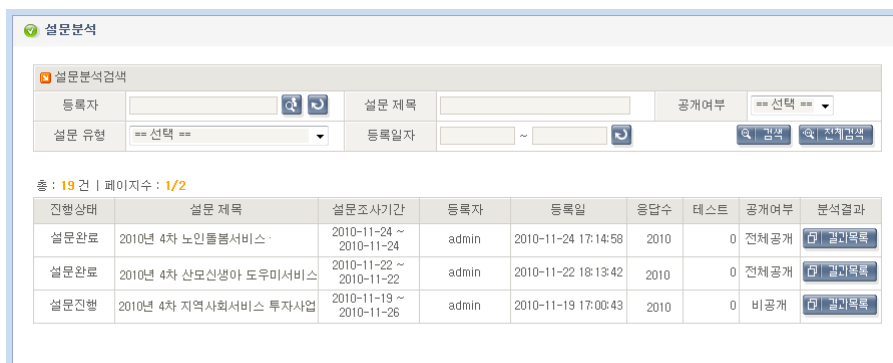 설문분석
설문분석검색
등록자 설문 제목 공개여부 == 선택 ==
설문 유형 == 선택 == 등록일자 ~ 검색 전체검색
총 : 19 건 | 페이지수 : 1/2
진행상태 설문 제목 설문조사기간 등록자 등록일 응답수 테스트 공개여부 분석결과
설문완료 2010년 4차 노인돌봄서비스 · 2010-11-24 ~ 2010-11-24 admin 2010-11-24 17:14:58 2010 0 전체공개 결과목록
설문완료 2010년 4차 산모신생아 도우미서비스 2010-11-22 ~ 2010-11-22 admin 2010-11-22 18:13:42 2010 0 전체공개 결과목록
설문진행 2010년 4차 지역사회서비스 투자사업 2010-11-19 ~ 2010-11-26 admin 2010-11-19 17:00:43 2010 0 비공개 결과목록